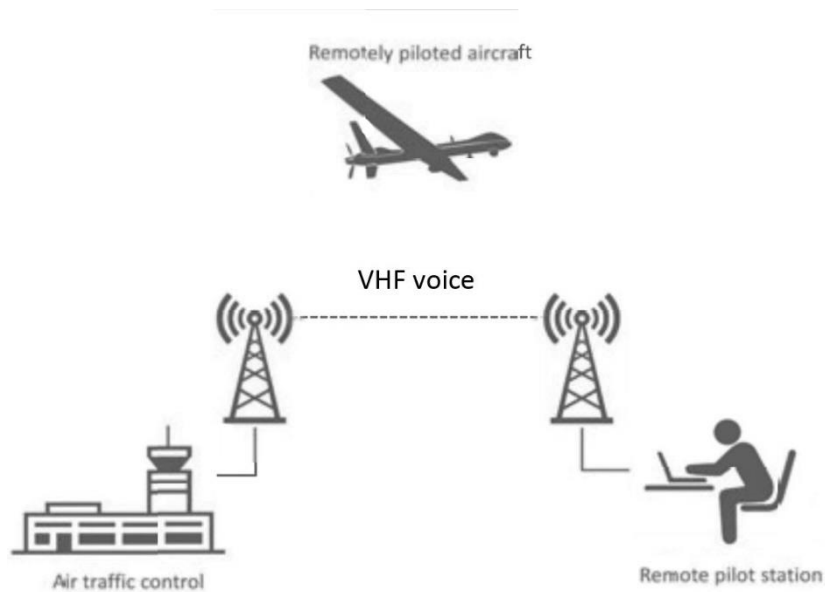 Remotely piloted aircraft
VHF voice
Air traffic control
Remote pilot station